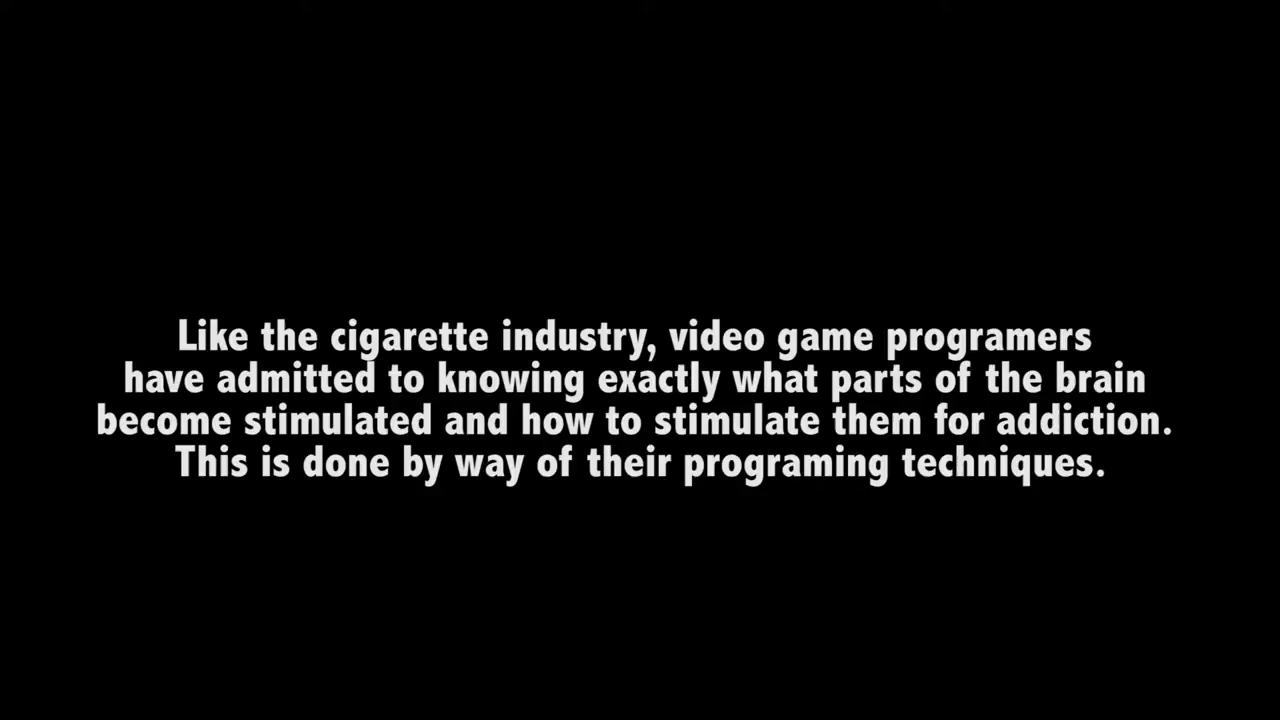 Like the cigarette industry, video game programers
have admitted to knowing exactly what parts of the brain
become stimulated and how to stimulate them for addiction.
This is done by way of their programing techniques.